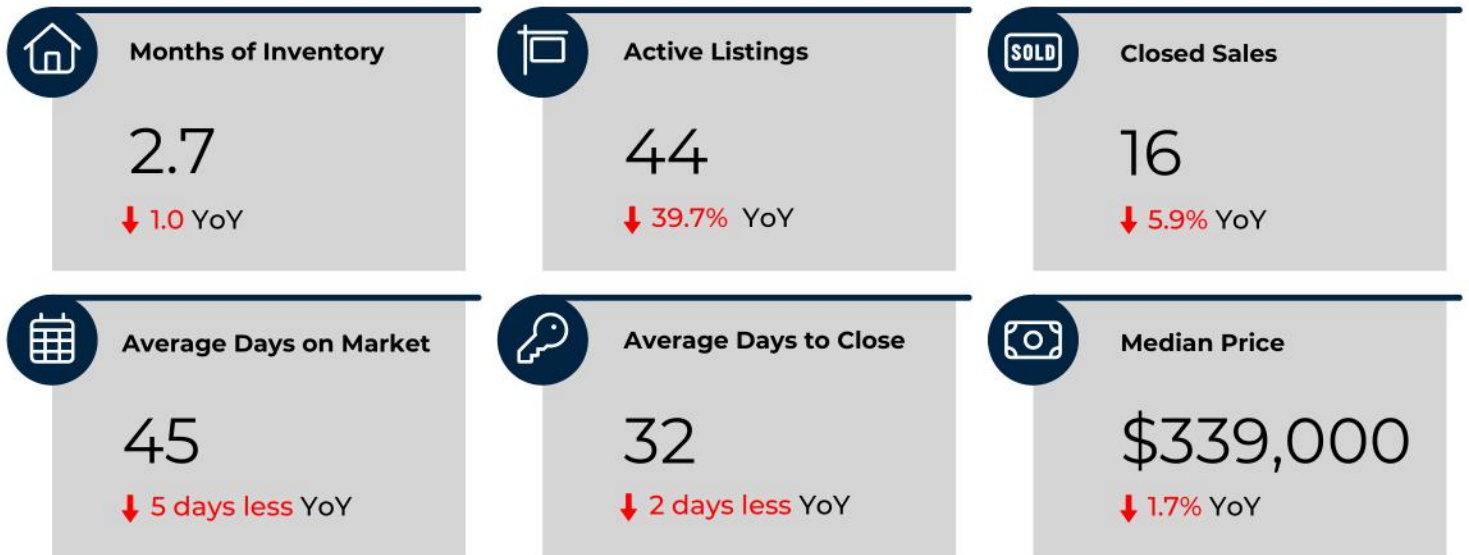 Months of Inventory
2.7
↓ 1.0 YoY
Active Listings
44
↓ 39.7% YoY
SOLD
Closed Sales
16
↓ 5.9% YoY
Average Days on Market
45
↓ 5 days less YoY
Average Days to Close
32
↓ 2 days less YoY
Median Price
$339,000
↓ 1.7% YoY